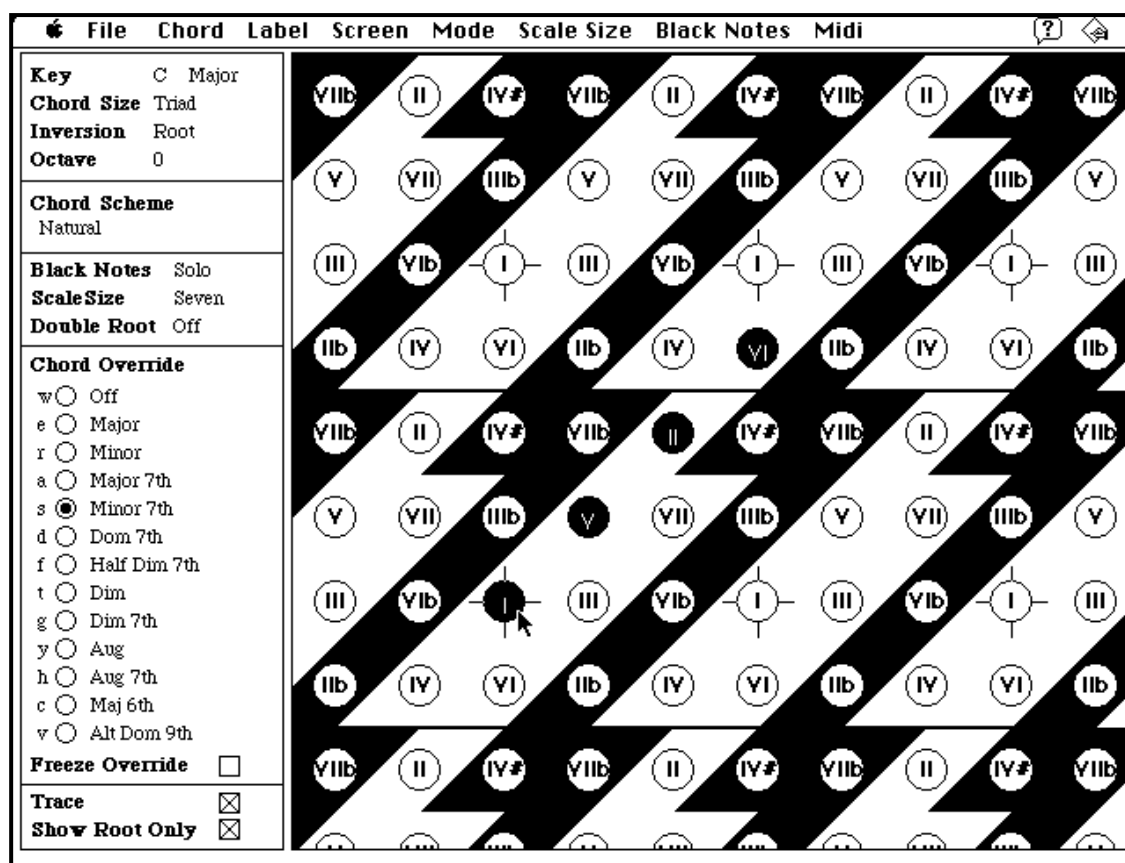 File Chord Label Screen Mode Scale Size Black Notes Midi ?
Key C Major
Chord Size Triad
Inversion Root
Octave 0
Chord Scheme
Natural
Black Notes Solo
ScaleSize Seven
Double Root Off
Chord Override
w Off
e Major
r Minor
a Major 7th
s Minor 7th
d Dom 7th
f Half Dim 7th
t Dim
g Dim 7th
y Aug
h Aug 7th
c Maj 6th
v Alt Dom 9th
Freeze Override
Trace
Show Root Only
VIIb II IV# VIIb II IV# VIIb II IV# VIIb
V VII IIIb V VII IIIb V VII IIIb V
III VIb I III VIb I III VIb I III
IIb IV VI IIb IV VI IIb IV VI IIb
VIIb II IV# VIIb II IV# VIIb II IV# VIIb
V VII IIIb V VII IIIb V VII IIIb V
III VIb I III VIb I III VIb I III
IIb IV VI IIb IV VI IIb IV VI IIb
VIIb II IV# VIIb II IV# VIIb II IV# VIIb